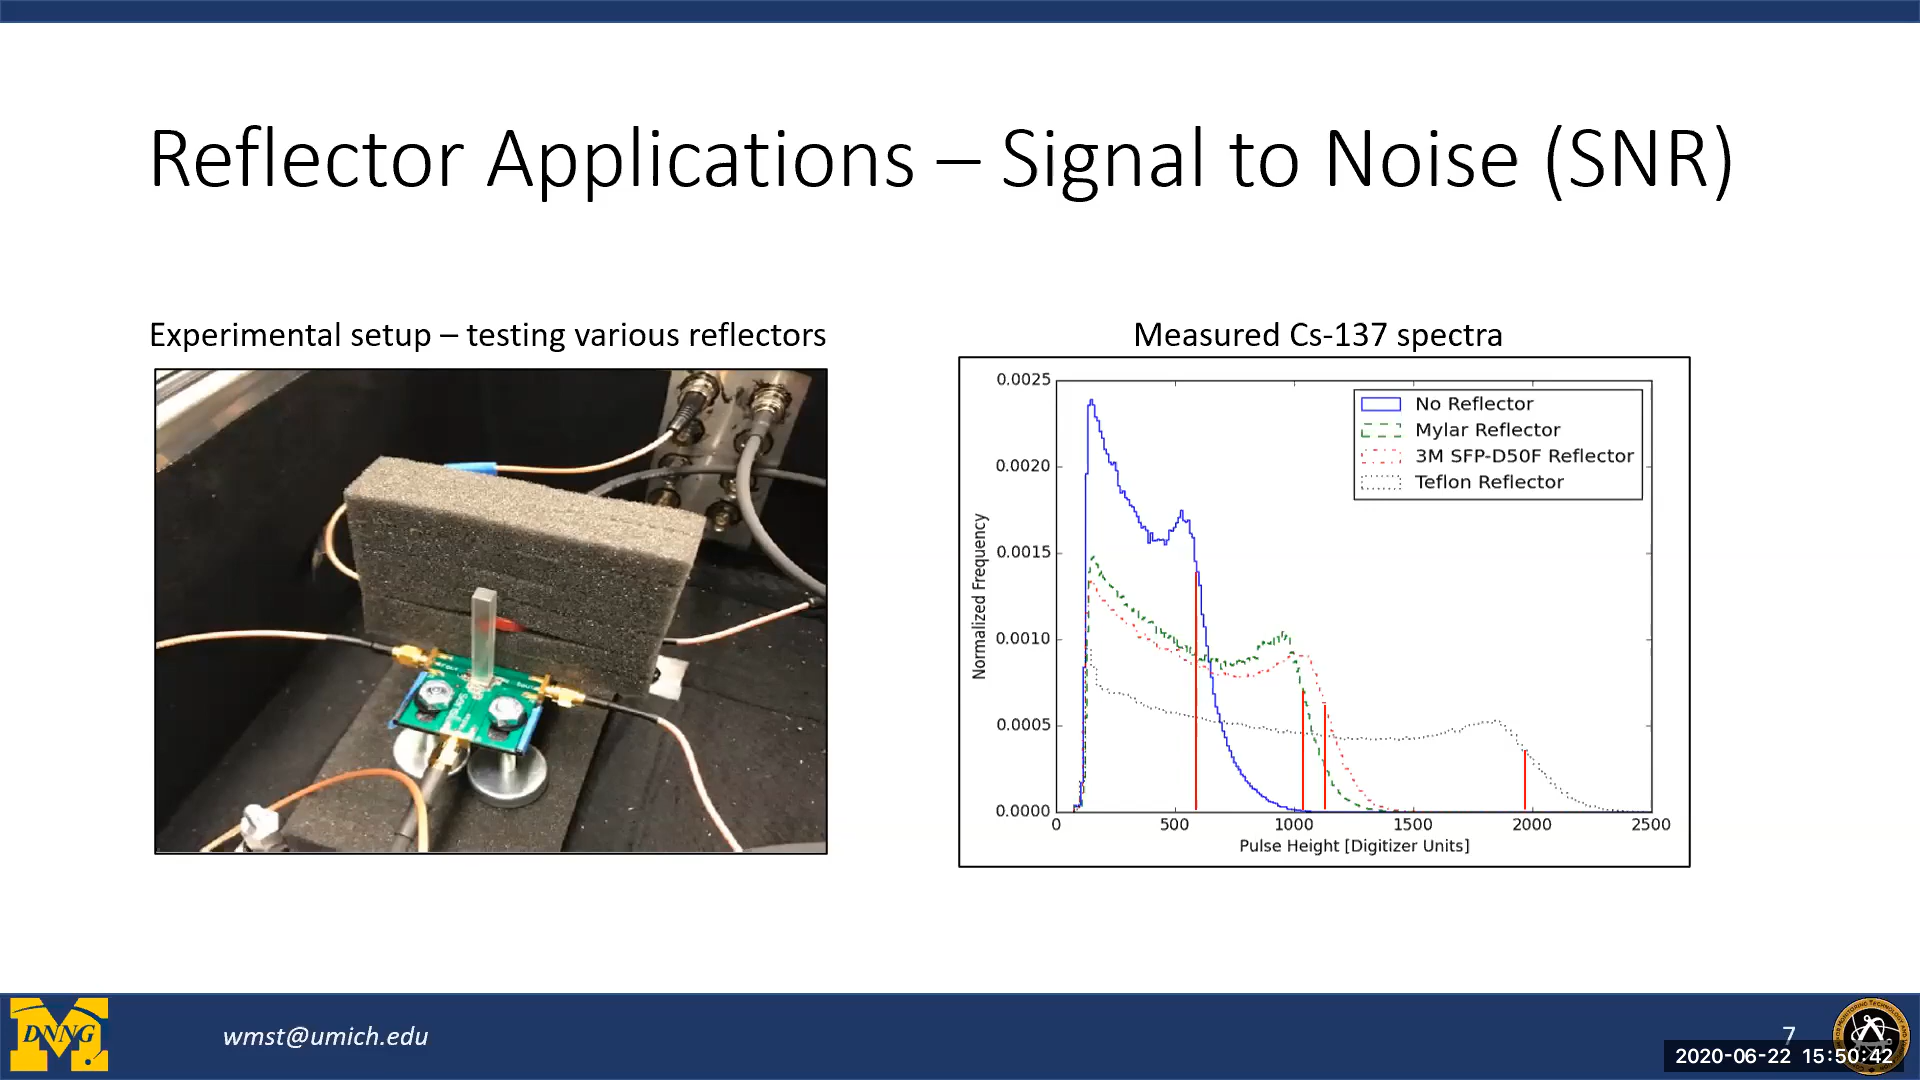 Reflector Applications – Signal to Noise (SNR)
Experimental setup – testing various reflectors
Measured Cs-137 spectra
0.0025
0.0020
0.0015
0.0010
0.0005
0.0000
Normalized Frequency
No Reflector
Mylar Reflector
3M SFP-D50F Reflector
Teflon Reflector
0 500 1000 1500 2000 2500
Pulse Height [Digitizer Units]
DNNG
wmst@umich.edu
7
2020-06-22 15:50:42